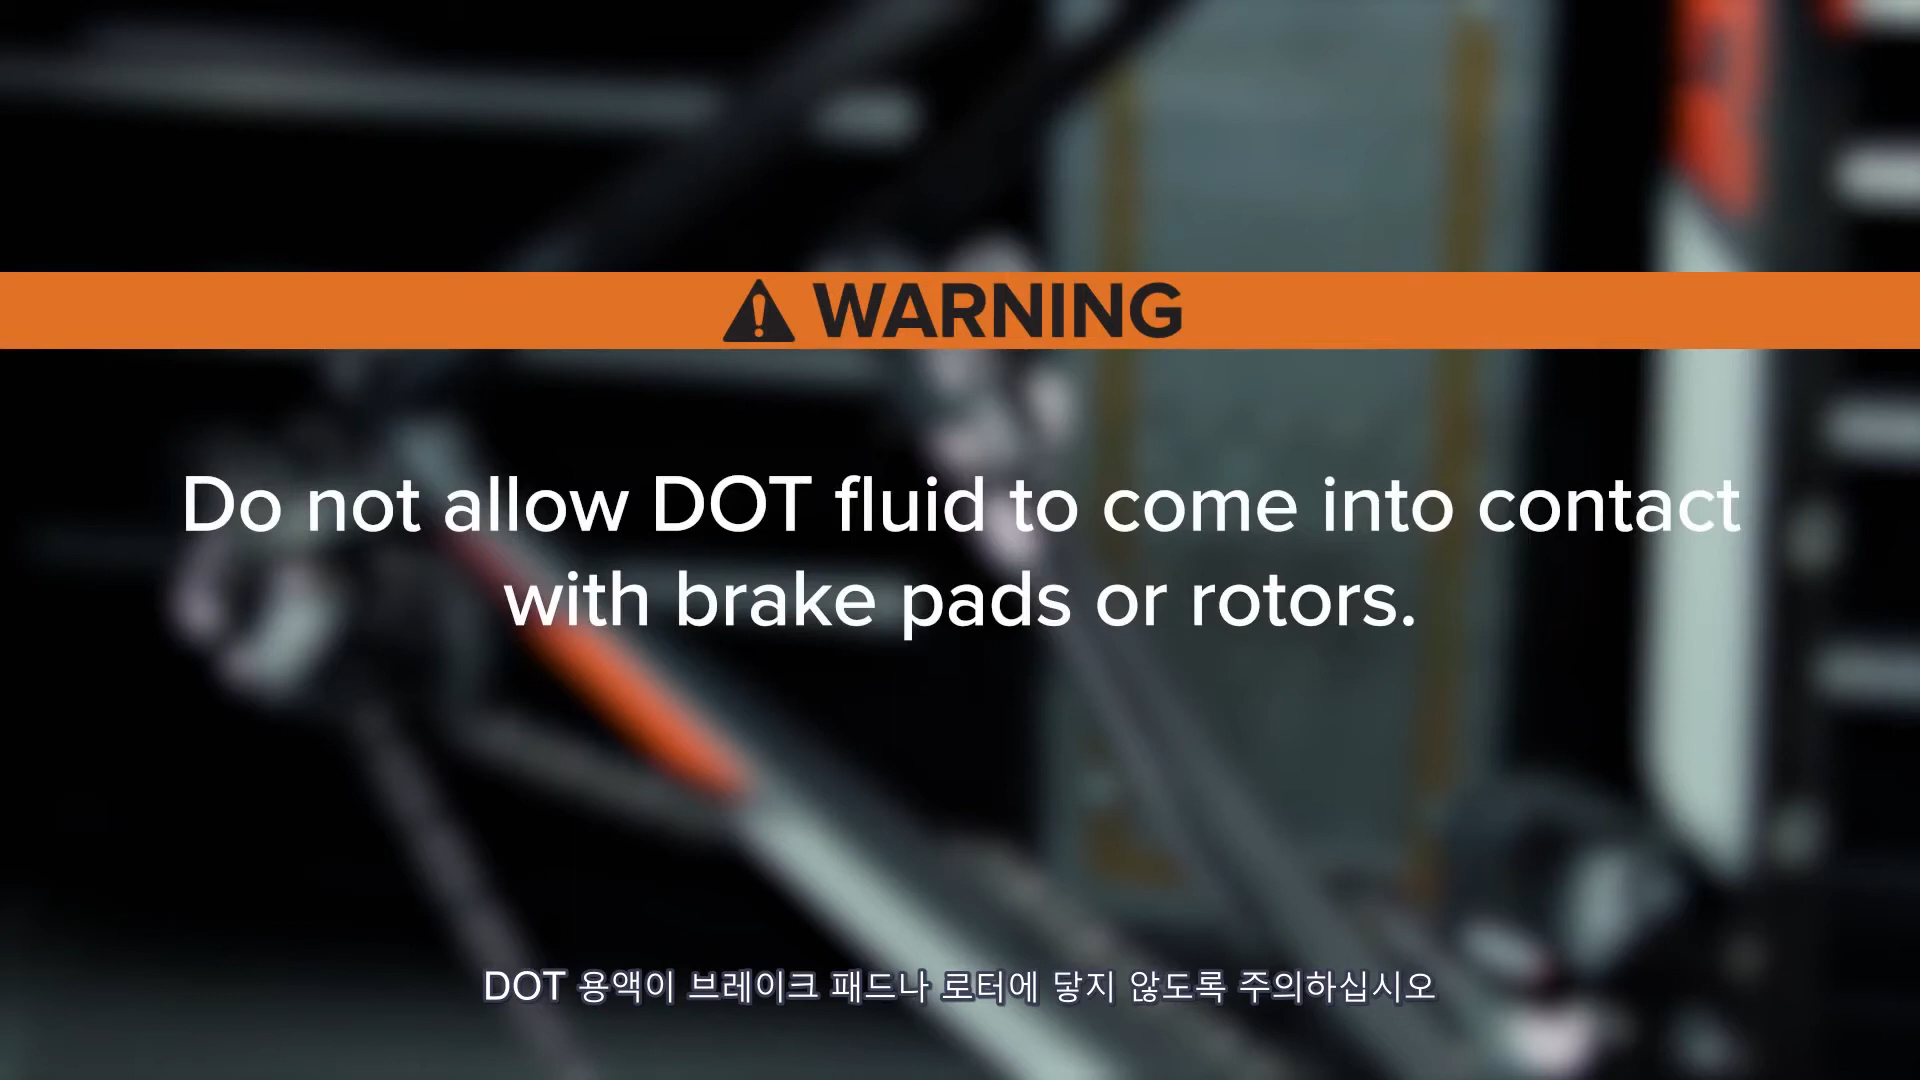 WARNING
Do not allow DOT fluid to come into contact
with brake pads or rotors.
DOT 용액이 브레이크 패드나 로터에 닿지 않도록 주의하십시오